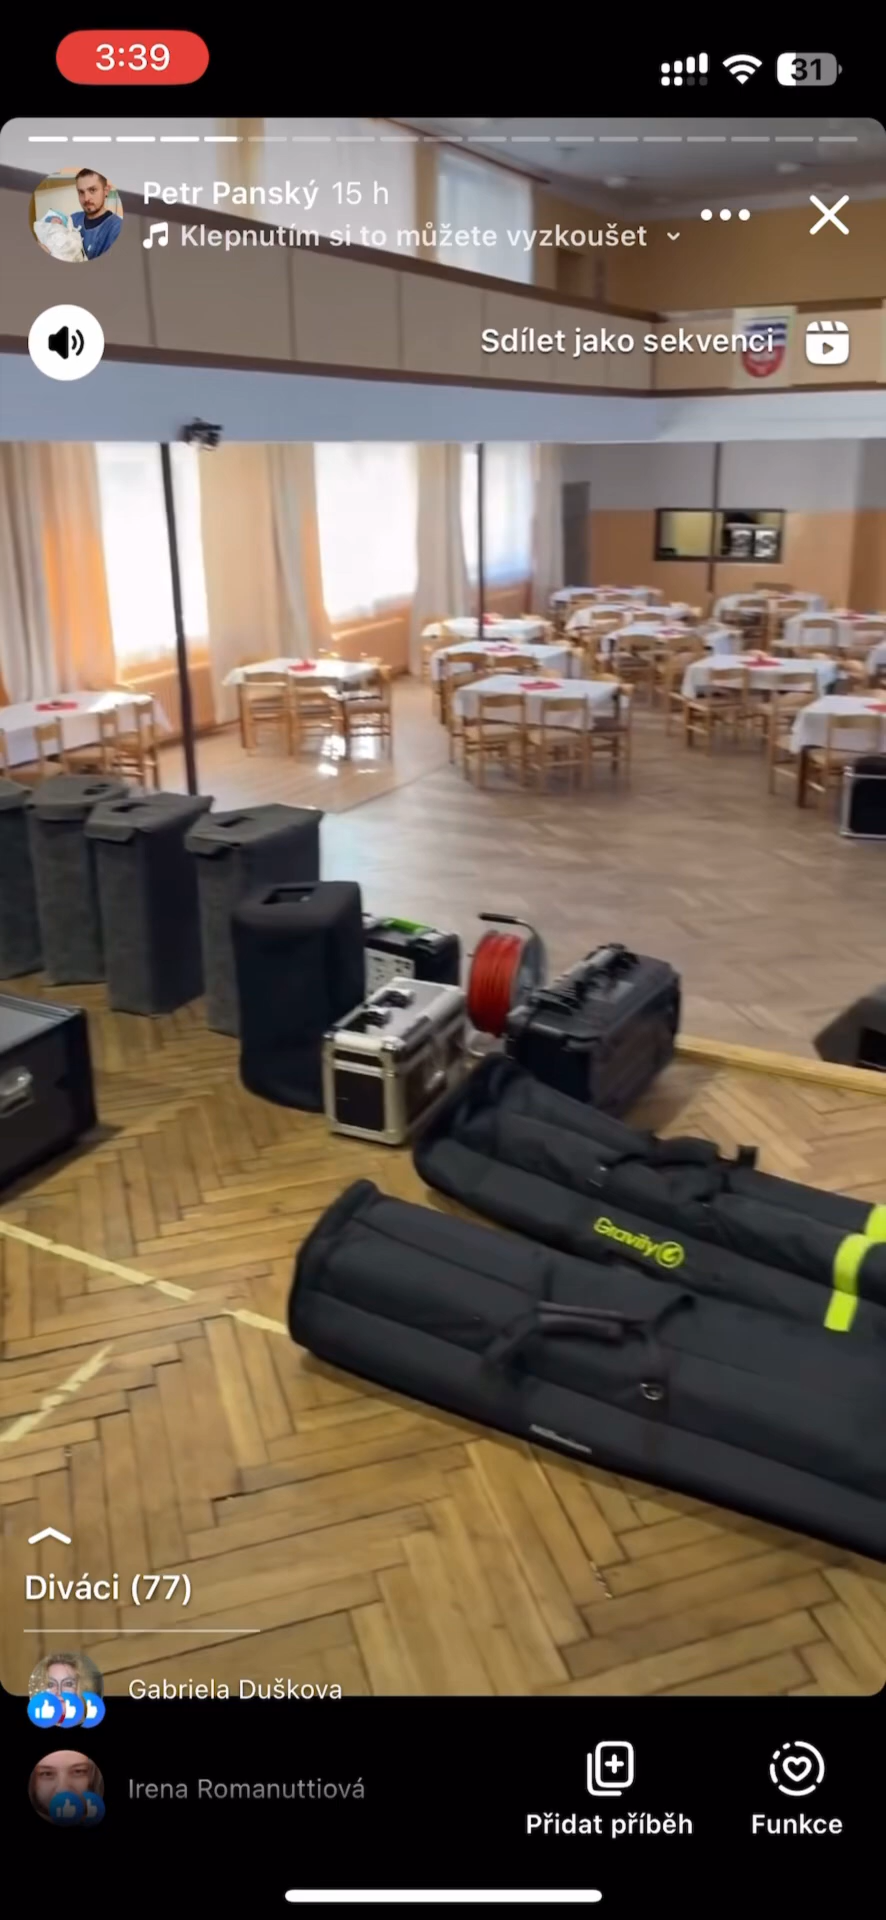 3:39
31
Petr Panský 15 h
Klepnutím si to můžete vyzkoušet
Sdílet jako sekvenci
Gravity
Diváci (77)
Gabriela Duškova
Irena Romanuttiová
Přidat příběh
Funkce